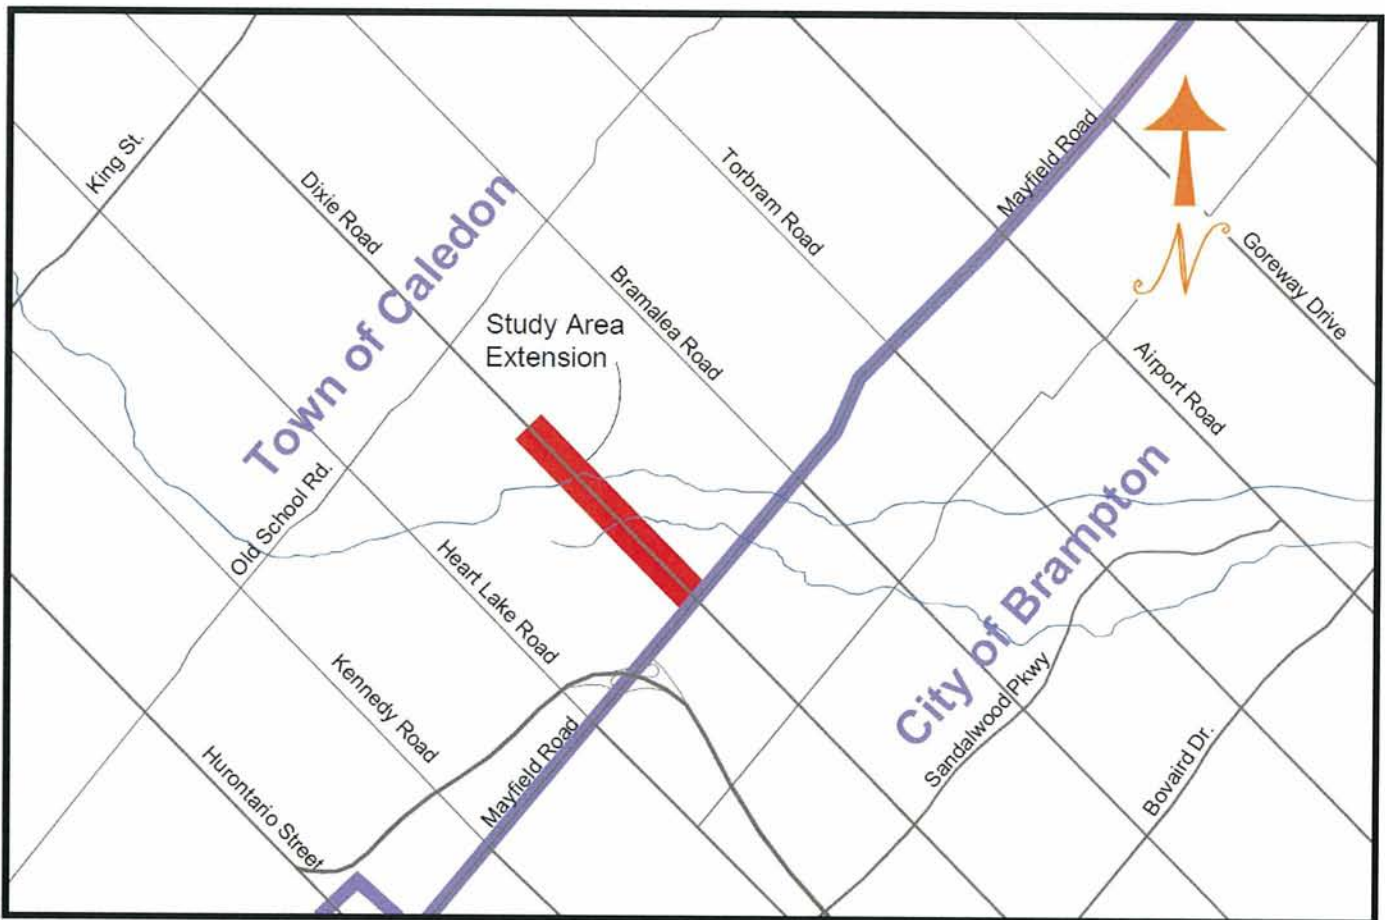 King St.
Dixie Road
Torbram Road
Mayfield Road
Town of Caledon
Bramalea Road
Goreway Drive
N
Study Area
Extension
Airport Road
Old School Rd.
Heart Lake Road
City of Brampton
Kennedy Road
Sandalwood Pkwy
Mayfield Road
Hurontario Street
Bovaird Dr.